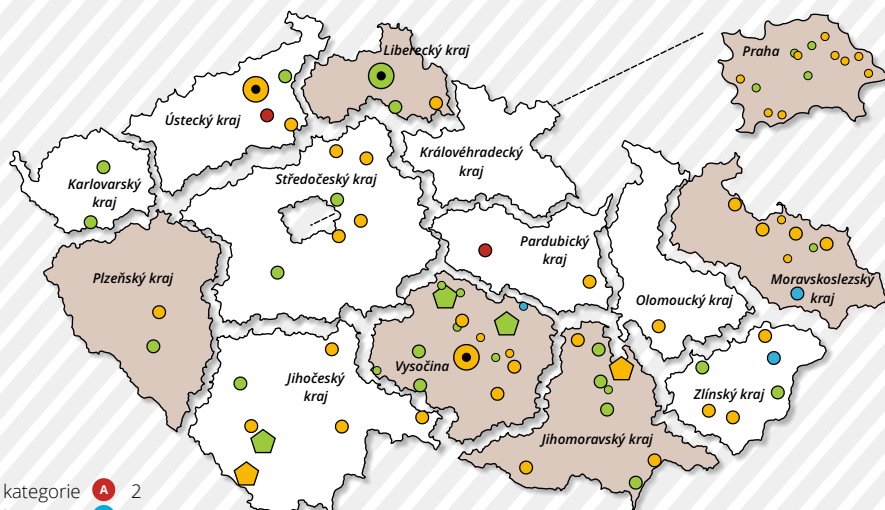 Liberecký kraj
Praha
Ústecký kraj
Královéhradecký
kraj
Karlovarský
kraj
Středočeský kraj
Pardubický
kraj
Plzeňský kraj
Moravskoslezský
kraj
Olomoucký kraj
Vysočina
Jihočeský
kraj
Zlínský kraj
Jihomoravský kraj
kategorie A 2